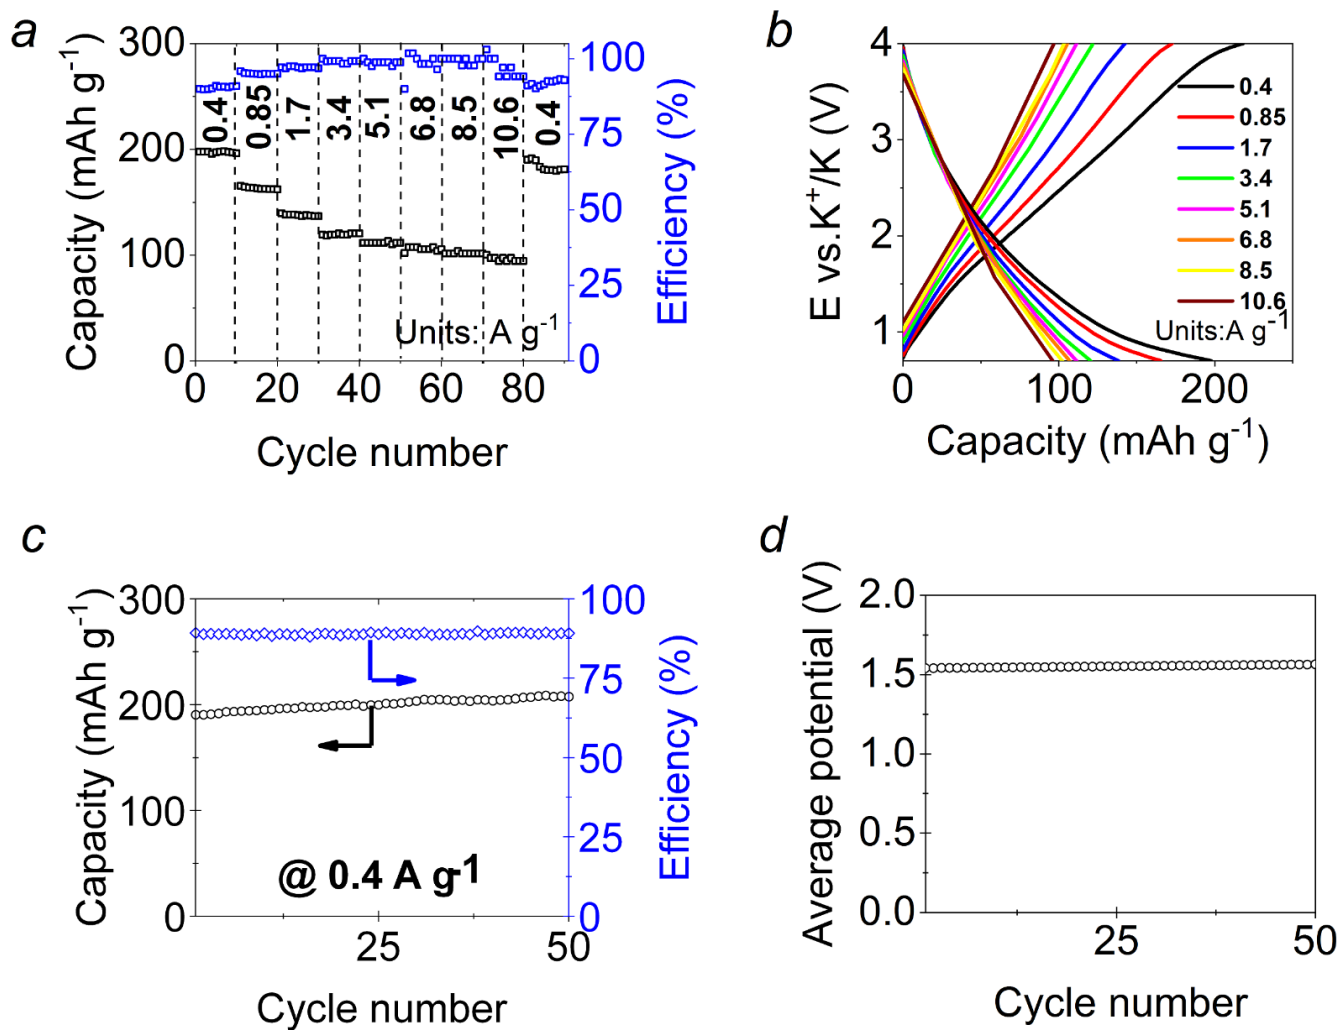 a
300
200
100
0
Capacity (mAh g⁻¹)
0.4
0.85
1.7
3.4
5.1
6.8
8.5
10.6
0.4
Units: A g⁻¹
100
75
50
25
0
Efficiency (%)
0 20 40 60 80
Cycle number
b
4
3
2
1
E vs.K⁺/K (V)
0.4
0.85
1.7
3.4
5.1
6.8
8.5
10.6
Units:A g⁻¹
0 100 200
Capacity (mAh g⁻¹)
c
300
200
100
0
Capacity (mAh g⁻¹)
@ 0.4 A g⁻¹
100
75
50
25
0
Efficiency (%)
25 50
Cycle number
d
2.0
1.5
1.0
0.5
0.0
Average potential (V)
25 50
Cycle number